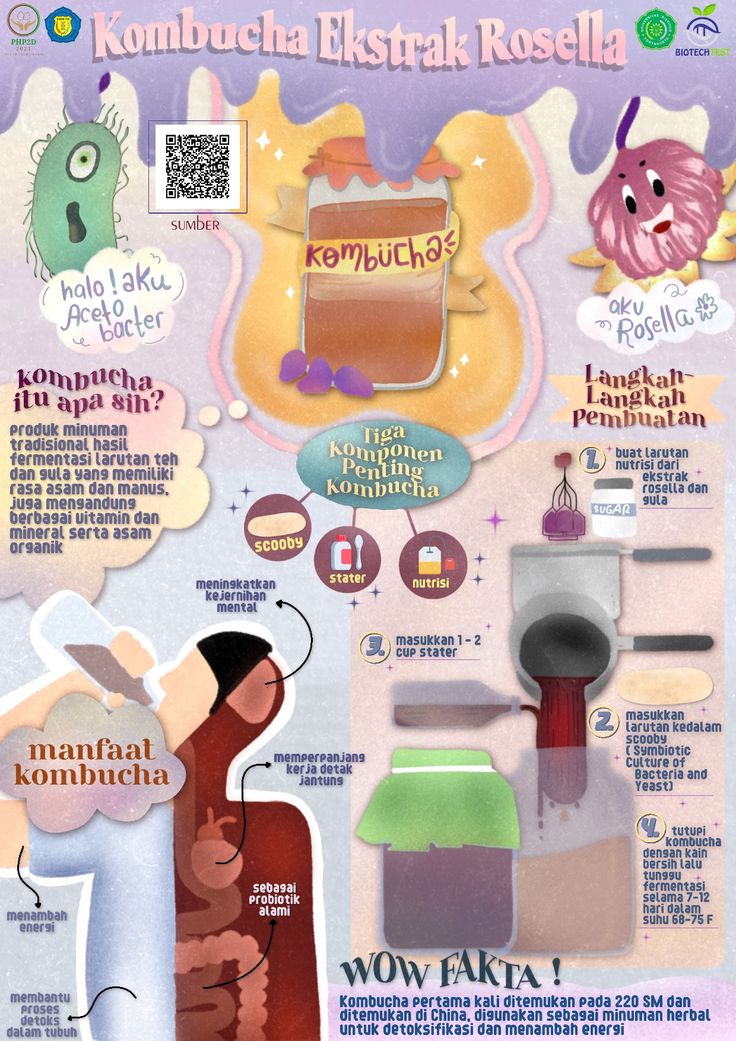 PHP2D
2021
BIOTECHFEST
Kombucha Ekstrak Rosella
SUMBER
KOMBUCHA
halo! aku
Aceto
bacter
aku
Rosella
Kombucha
itu apa sih?
Produk minuman
tradisional hasil
fermentasi larutan teh
dan gula yang memiliki
rasa asam dan manus,
juga mengandung
berbagai vitamin dan
mineral serta asam
organik
Tiga
Komponen
Penting
Kombucha
scooby
stater
nutrisi
Langkah-
Langkah
Pembuatan
1. buat larutan
nutrisi dari
ekstrak
rosella dan
gula
SUGAR
2. masukkan
larutan kedalam
scooby
( Symbiotic
Culture of
Bacteria and
Yeast)
3. masukkan 1 - 2
cup stater
4. tutupi
kombucha
dengan kain
bersih lalu
tunggu
fermentasi
selama 7-12
hari dalam
suhu 68-75 F
manfaat
kombucha
meningkatkan
kejernihan
mental
memperpanjang
kerja detak
jantung
sebagai
probiotik
alami
menambah
energi
membantu
proses
detoks
dalam tubuh
WOW FAKTA !
Kombucha pertama kali ditemukan pada 220 SM dan
ditemukan di China, digunakan sebagai minuman herbal
untuk detoksifikasi dan menambah energi